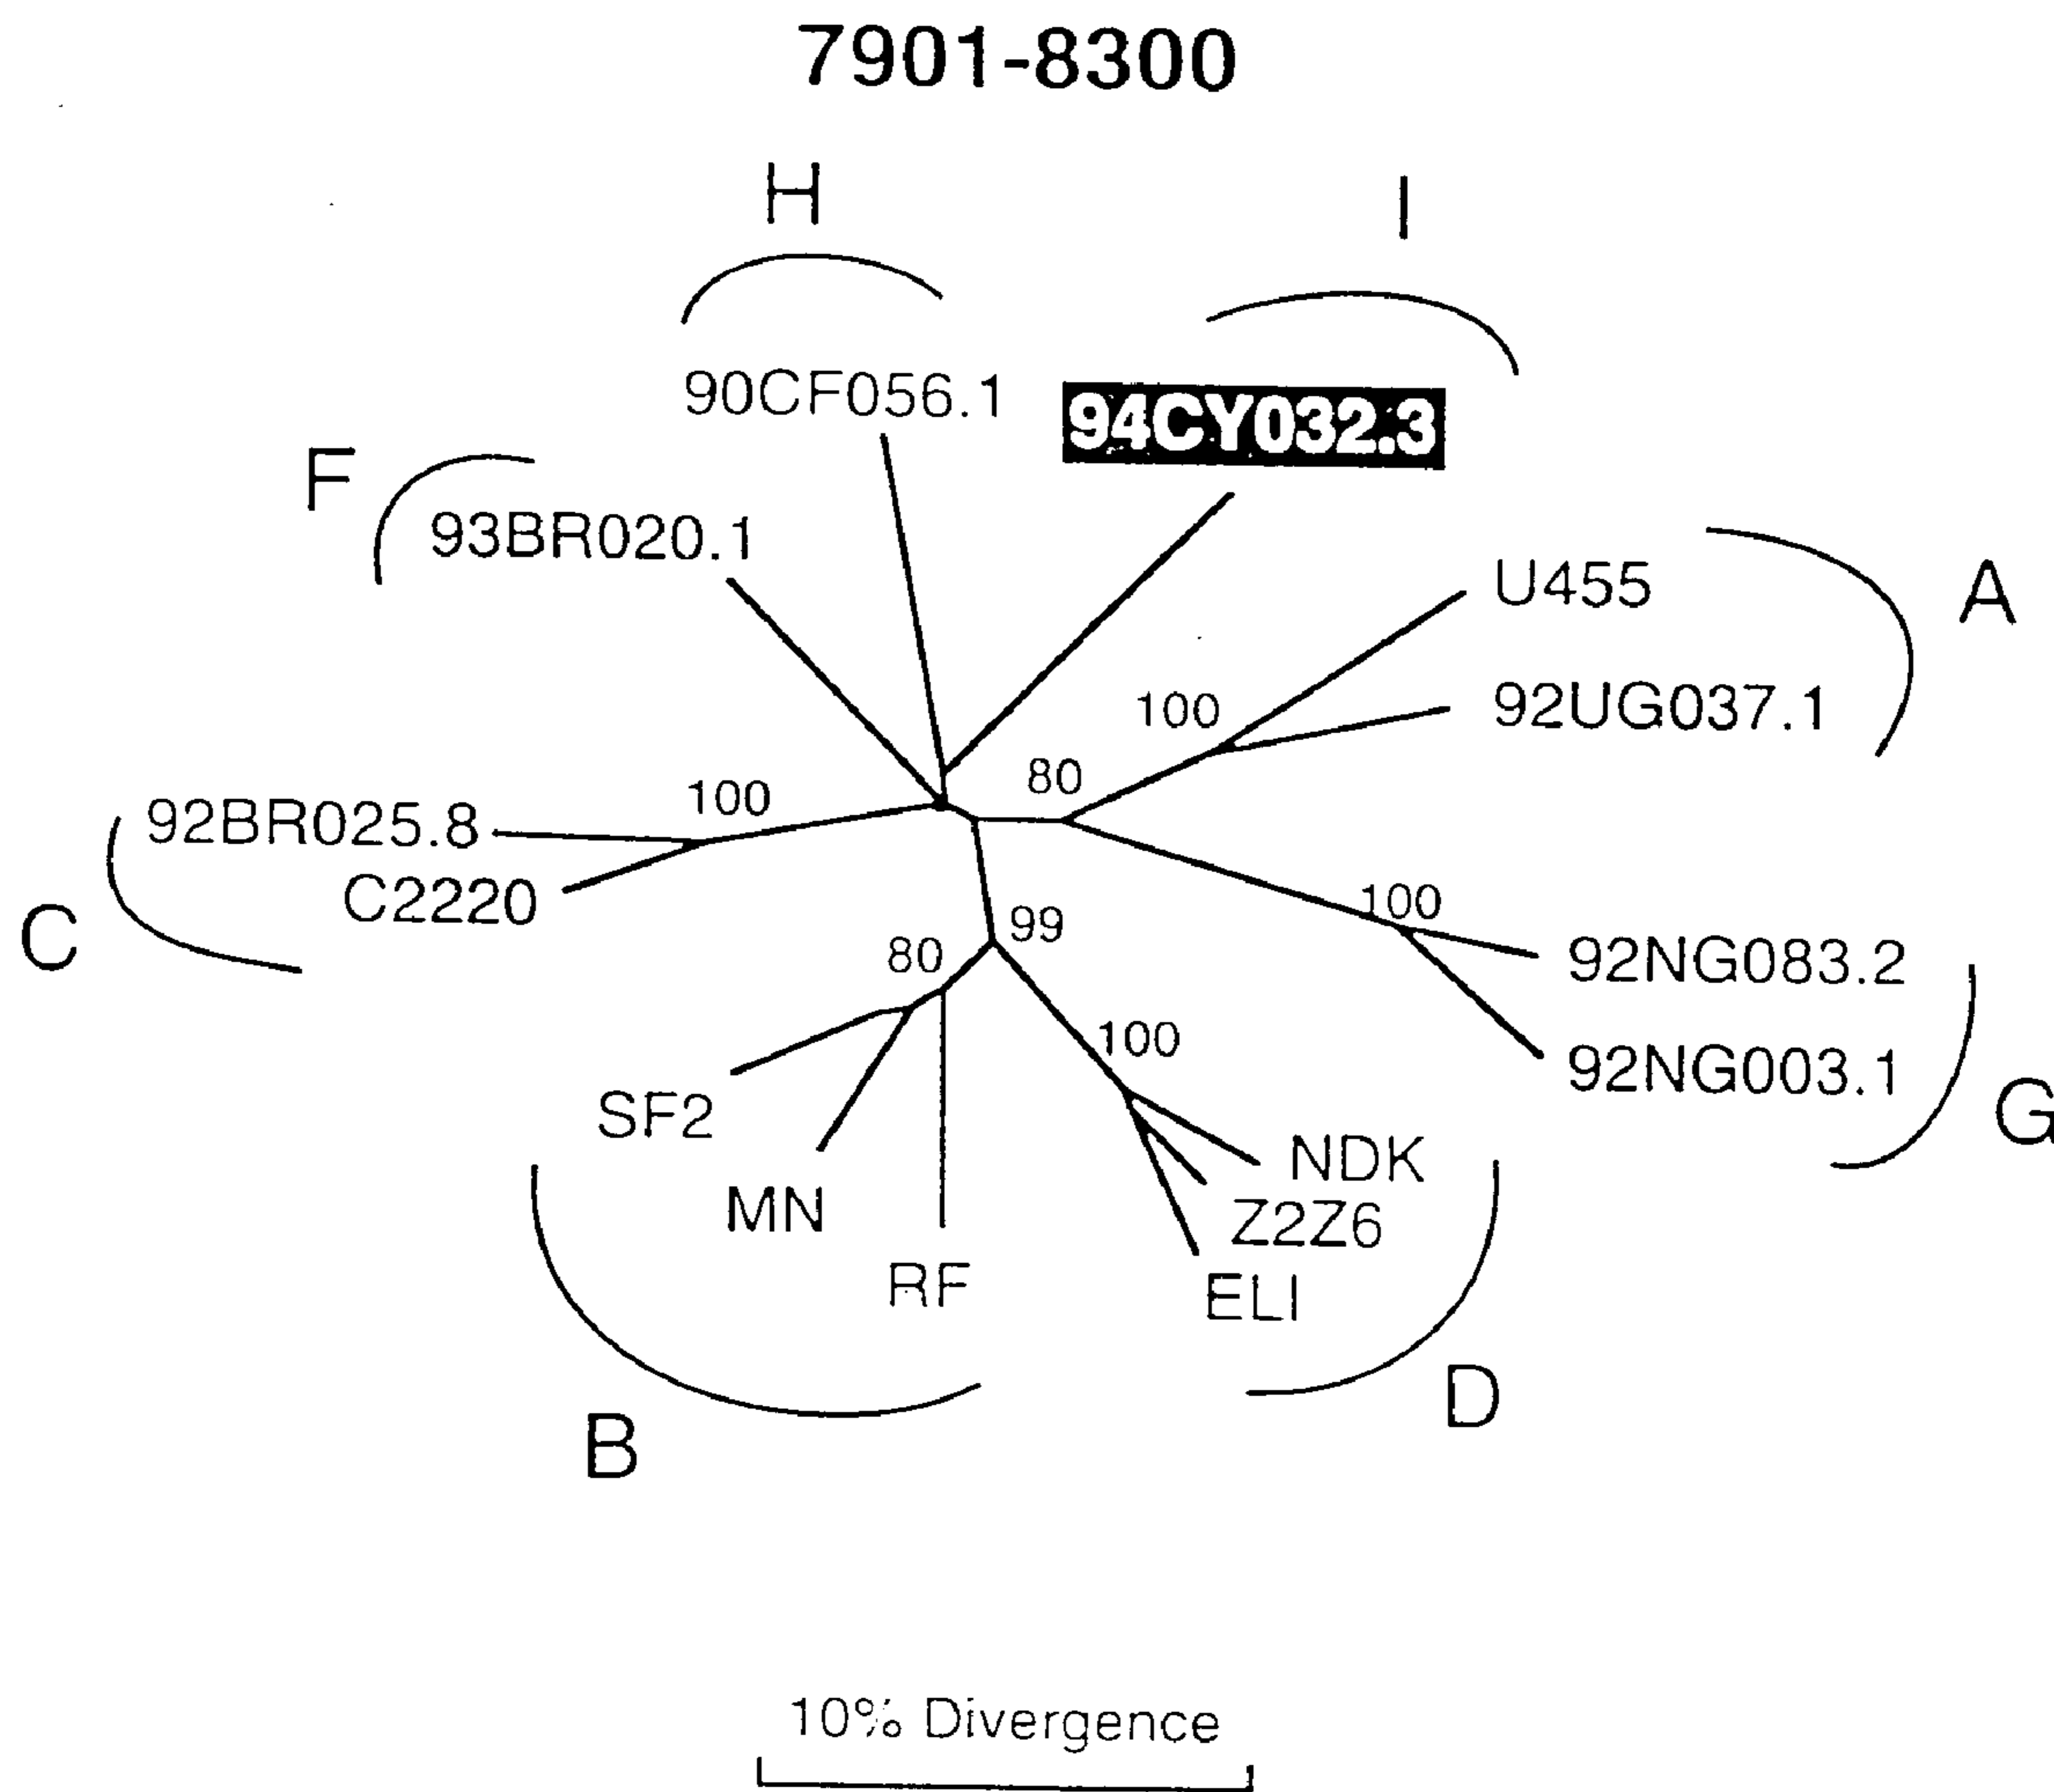 7901-8300
H
I
90CF056.1
94CY032.3
F
93BR020.1
U455
A
92UG037.1
100
80
100
92BR025.8
C2220
C
100
92NG083.2
92NG003.1
G
99
80
100
SF2
MN
RF
NDK
Z2Z6
ELI
B
D
10% Divergence